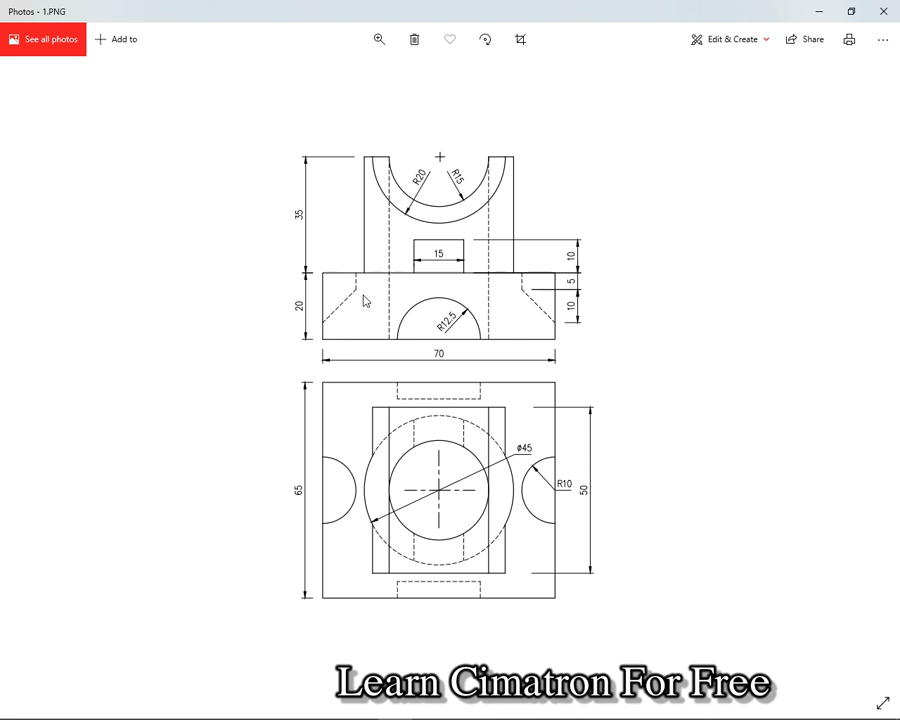 Photos - 1.PNG
See all photos
Add to
Edit & Create
Share
R20
R15
35
15
10
5
10
20
R12.5
70
ø45
R10
65
50
Learn Cimatron For Free